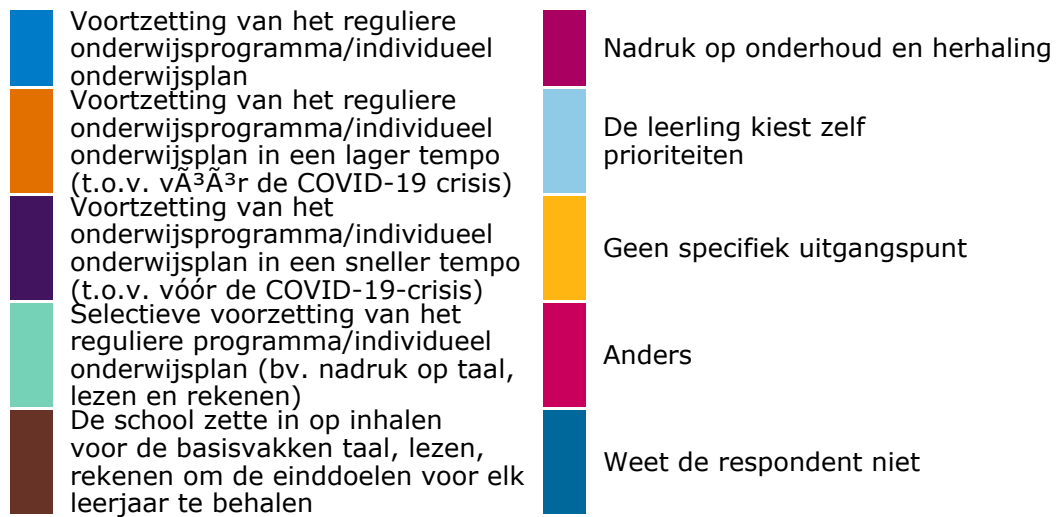 Voortzetting van het reguliere
onderwijsprogramma/individueel
onderwijsplan
Voortzetting van het reguliere
onderwijsprogramma/individueel
onderwijsplan in een lager tempo
(t.o.v. vÃ³Ã³r de COVID-19 crisis)
Voortzetting van het
onderwijsprogramma/individueel
onderwijsplan in een sneller tempo
(t.o.v. vóór de COVID-19-crisis)
Selectieve voorzetting van het
reguliere programma/individueel
onderwijsplan (bv. nadruk op taal,
lezen en rekenen)
De school zette in op inhalen
voor de basisvakken taal, lezen,
rekenen om de einddoelen voor elk
leerjaar te behalen
Nadruk op onderhoud en herhaling
De leerling kiest zelf
prioriteiten
Geen specifiek uitgangspunt
Anders
Weet de respondent niet